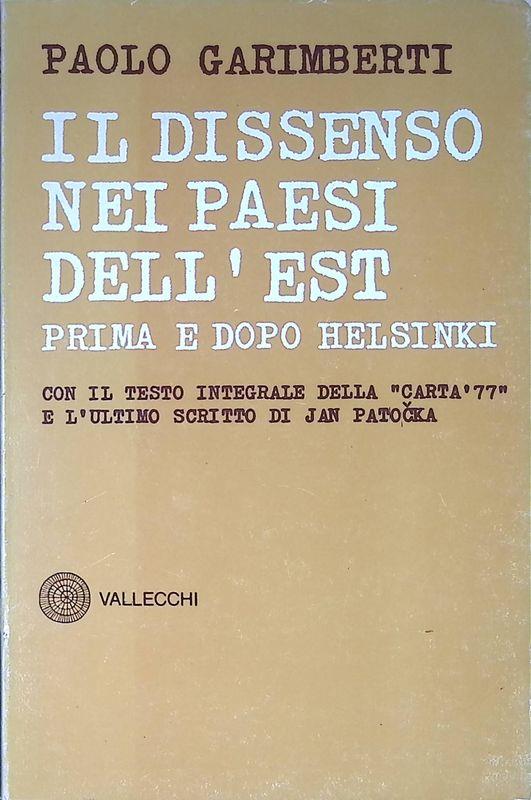 PAOLO GARIMBERTI
IL DISSENSO
NEI PAESI
DELL'EST
PRIMA E DOPO HELSINKI
CON IL TESTO INTEGRALE DELLA "CARTA'77"
E L'ULTIMO SCRITTO DI JAN PATOČKA
VALLECCHI